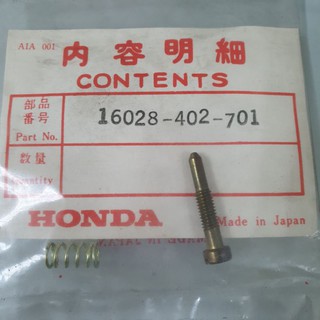 AIA 001
内容明細
CONTENTS
部品
番号
Part No.
16028-402-701
数量
Quantity
HONDA
Made in Japan